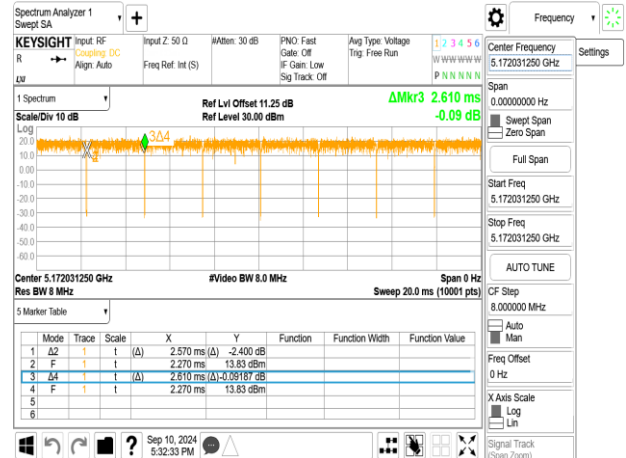 Spectrum Analyzer 1
Swept SA
Frequency
KEYSIGHT
Input: RF
Coupling: DC
Align: Auto
Input Z: 50 Ω
Freq Ref: Int (S)
#Atten: 30 dB
PNO: Fast
Gate: Off
IF Gain: Low
Sig Track: Off
Avg Type: Voltage
Trig: Free Run
1 2 3 4 5 6
W W W W W W
P N N N N N
R
LXI
1 Spectrum
Scale/Div 10 dB
Ref Lvl Offset 11.25 dB
Ref Level 30.00 dBm
ΔMkr3 2.610 ms
-0.09 dB
Log
20.0
10.0
0.00
-10.0
-20.0
-30.0
-40.0
-50.0
-60.0
3Δ4
Center 5.172031250 GHz
Res BW 8 MHz
#Video BW 8.0 MHz
Span 0 Hz
Sweep 20.0 ms (10001 pts)
5 Marker Table
Mode Trace Scale X Y Function Function Width Function Value
1 Δ2 1 t (Δ) 2.570 ms (Δ) -2.400 dB
2 F 1 t 2.270 ms 13.83 dBm
3 Δ4 1 t (Δ) 2.610 ms (Δ) -0.09187 dB
4 F 1 t 2.270 ms 13.83 dBm
5
6
Sep 10, 2024
5:32:33 PM
?
Center Frequency
5.172031250 GHz
Settings
Span
0.00000000 Hz
Swept Span
Zero Span
Full Span
Start Freq
5.172031250 GHz
Stop Freq
5.172031250 GHz
AUTO TUNE
CF Step
8.000000 MHz
Auto
Man
Freq Offset
0 Hz
X Axis Scale
Log
Lin
Signal Track
(Span Zoom)